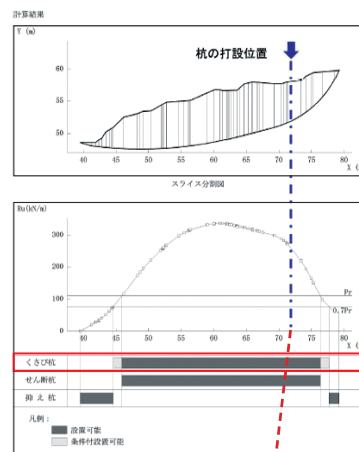 計算結果
Y (m)
杭の打設位置
60
55
50
40 45 50 55 60 65 70 75 80
X (m)
スライス分割図
Ru(kN/m)
300
200
100
0
Pr
0.7Pr
40 45 50 55 60 65 70 75 80
X (m)
くさび杭
せん断杭
抑え杭
凡例：
設置可能
条件付設置可能